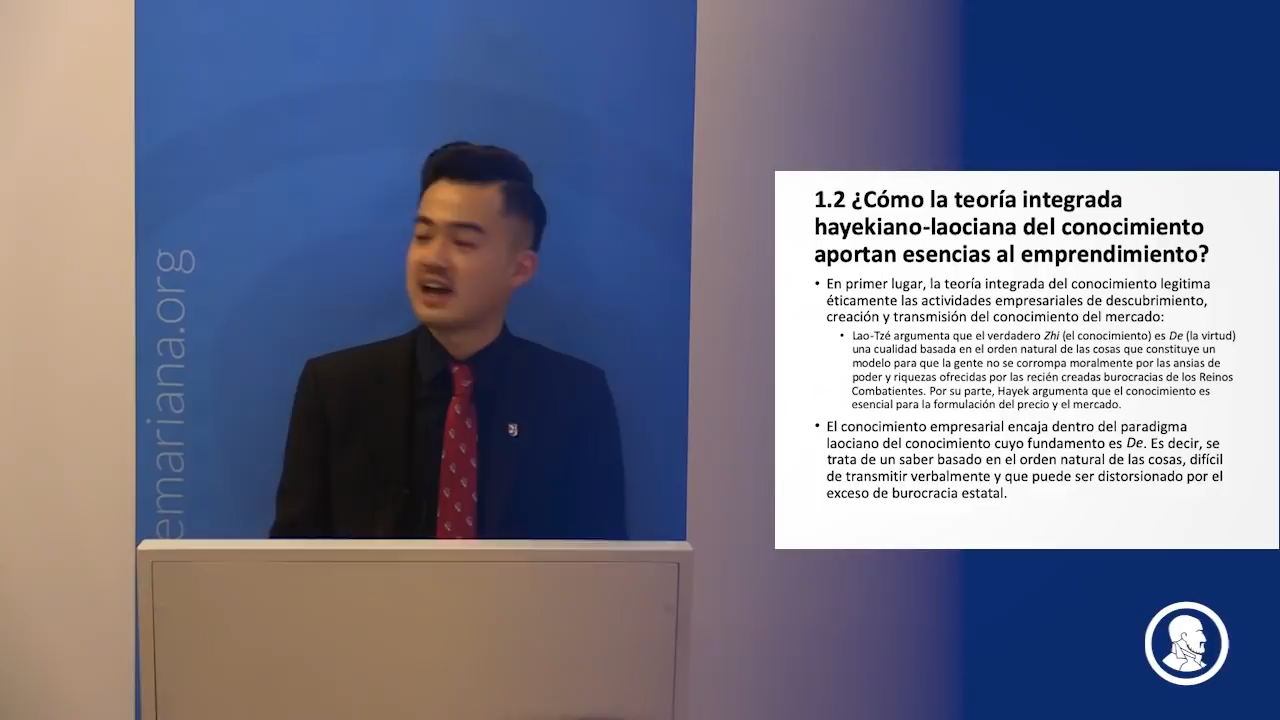 emariana.org
1.2 ¿Cómo la teoría integrada
hayekiano-laociana del conocimiento
aportan esencias al emprendimiento?
• En primer lugar, la teoría integrada del conocimiento legitima
éticamente las actividades empresariales de descubrimiento,
creación y transmisión del conocimiento del mercado:
• Lao-Tzé argumenta que el verdadero Zhi (el conocimiento) es De (la virtud)
una cualidad basada en el orden natural de las cosas que constituye un
modelo para que la gente no se corrompa moralmente por las ansias de
poder y riquezas ofrecidas por las recién creadas burocracias de los Reinos
Combatientes. Por su parte, Hayek argumenta que el conocimiento es
esencial para la formulación del precio y el mercado.
• El conocimiento empresarial encaja dentro del paradigma
laociano del conocimiento cuyo fundamento es De. Es decir, se
trata de un saber basado en el orden natural de las cosas, difícil
de transmitir verbalmente y que puede ser distorsionado por el
exceso de burocracia estatal.